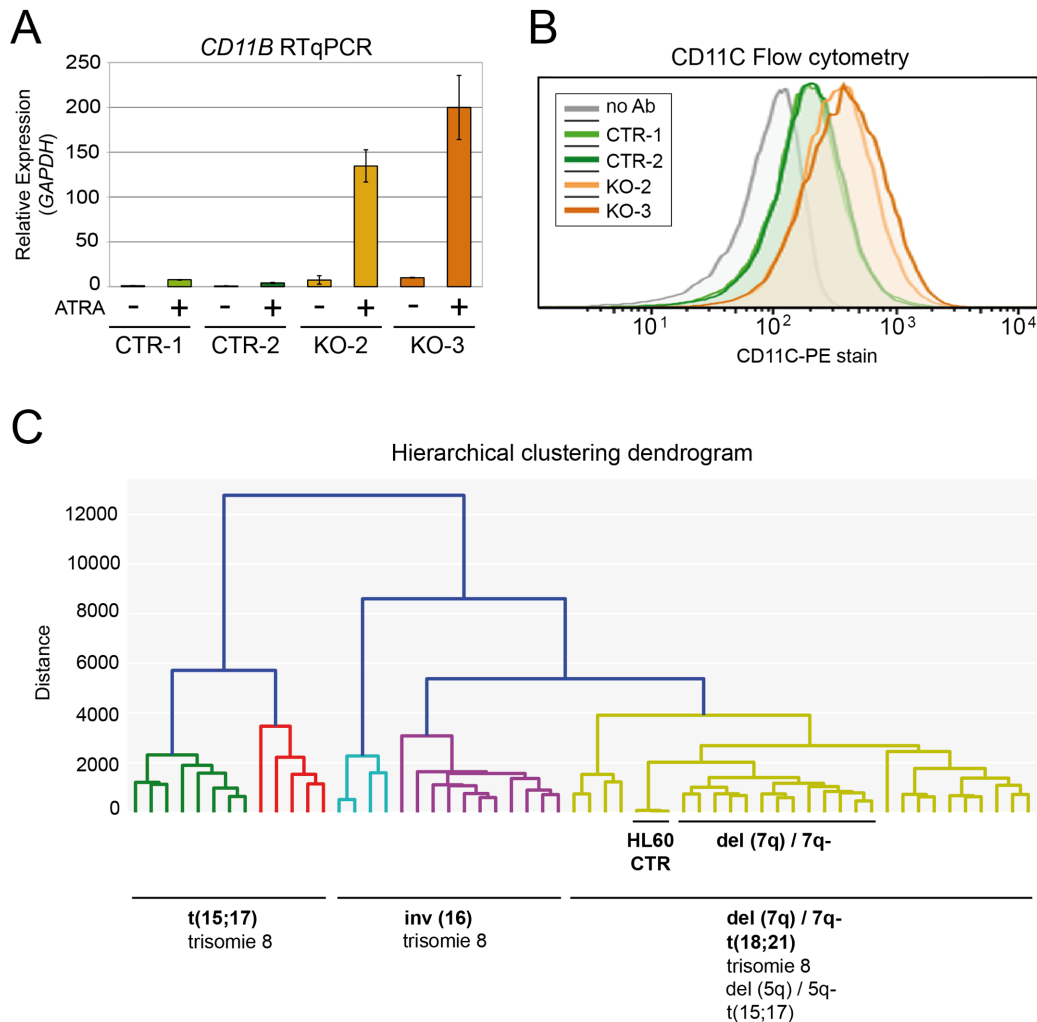 A
CD11B RTqPCR
Relative Expression
(GAPDH)
250
200
150
100
50
0
ATRA - + - + - + - +
CTR-1 CTR-2 KO-2 KO-3
B
CD11C Flow cytometry
no Ab
CTR-1
CTR-2
KO-2
KO-3
10¹ 10² 10³ 10⁴
CD11C-PE stain
C
Hierarchical clustering dendrogram
Distance
12000
10000
8000
6000
4000
2000
0
HL60
CTR
del (7q) / 7q-
t(15;17)
trisomie 8
inv (16)
trisomie 8
del (7q) / 7q-
t(18;21)
trisomie 8
del (5q) / 5q-
t(15;17)